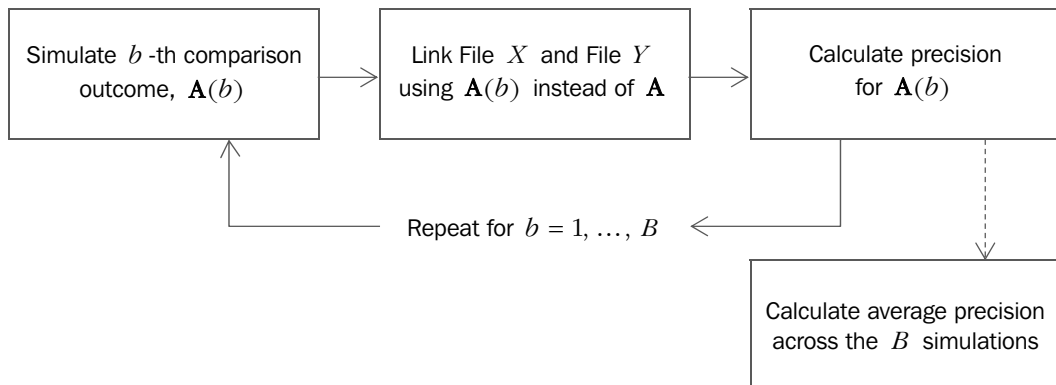 Simulate b -th comparison
outcome, A(b)
Link File X and File Y
using A(b) instead of A
Calculate precision
for A(b)
Repeat for b = 1, …, B
Calculate average precision
across the B simulations